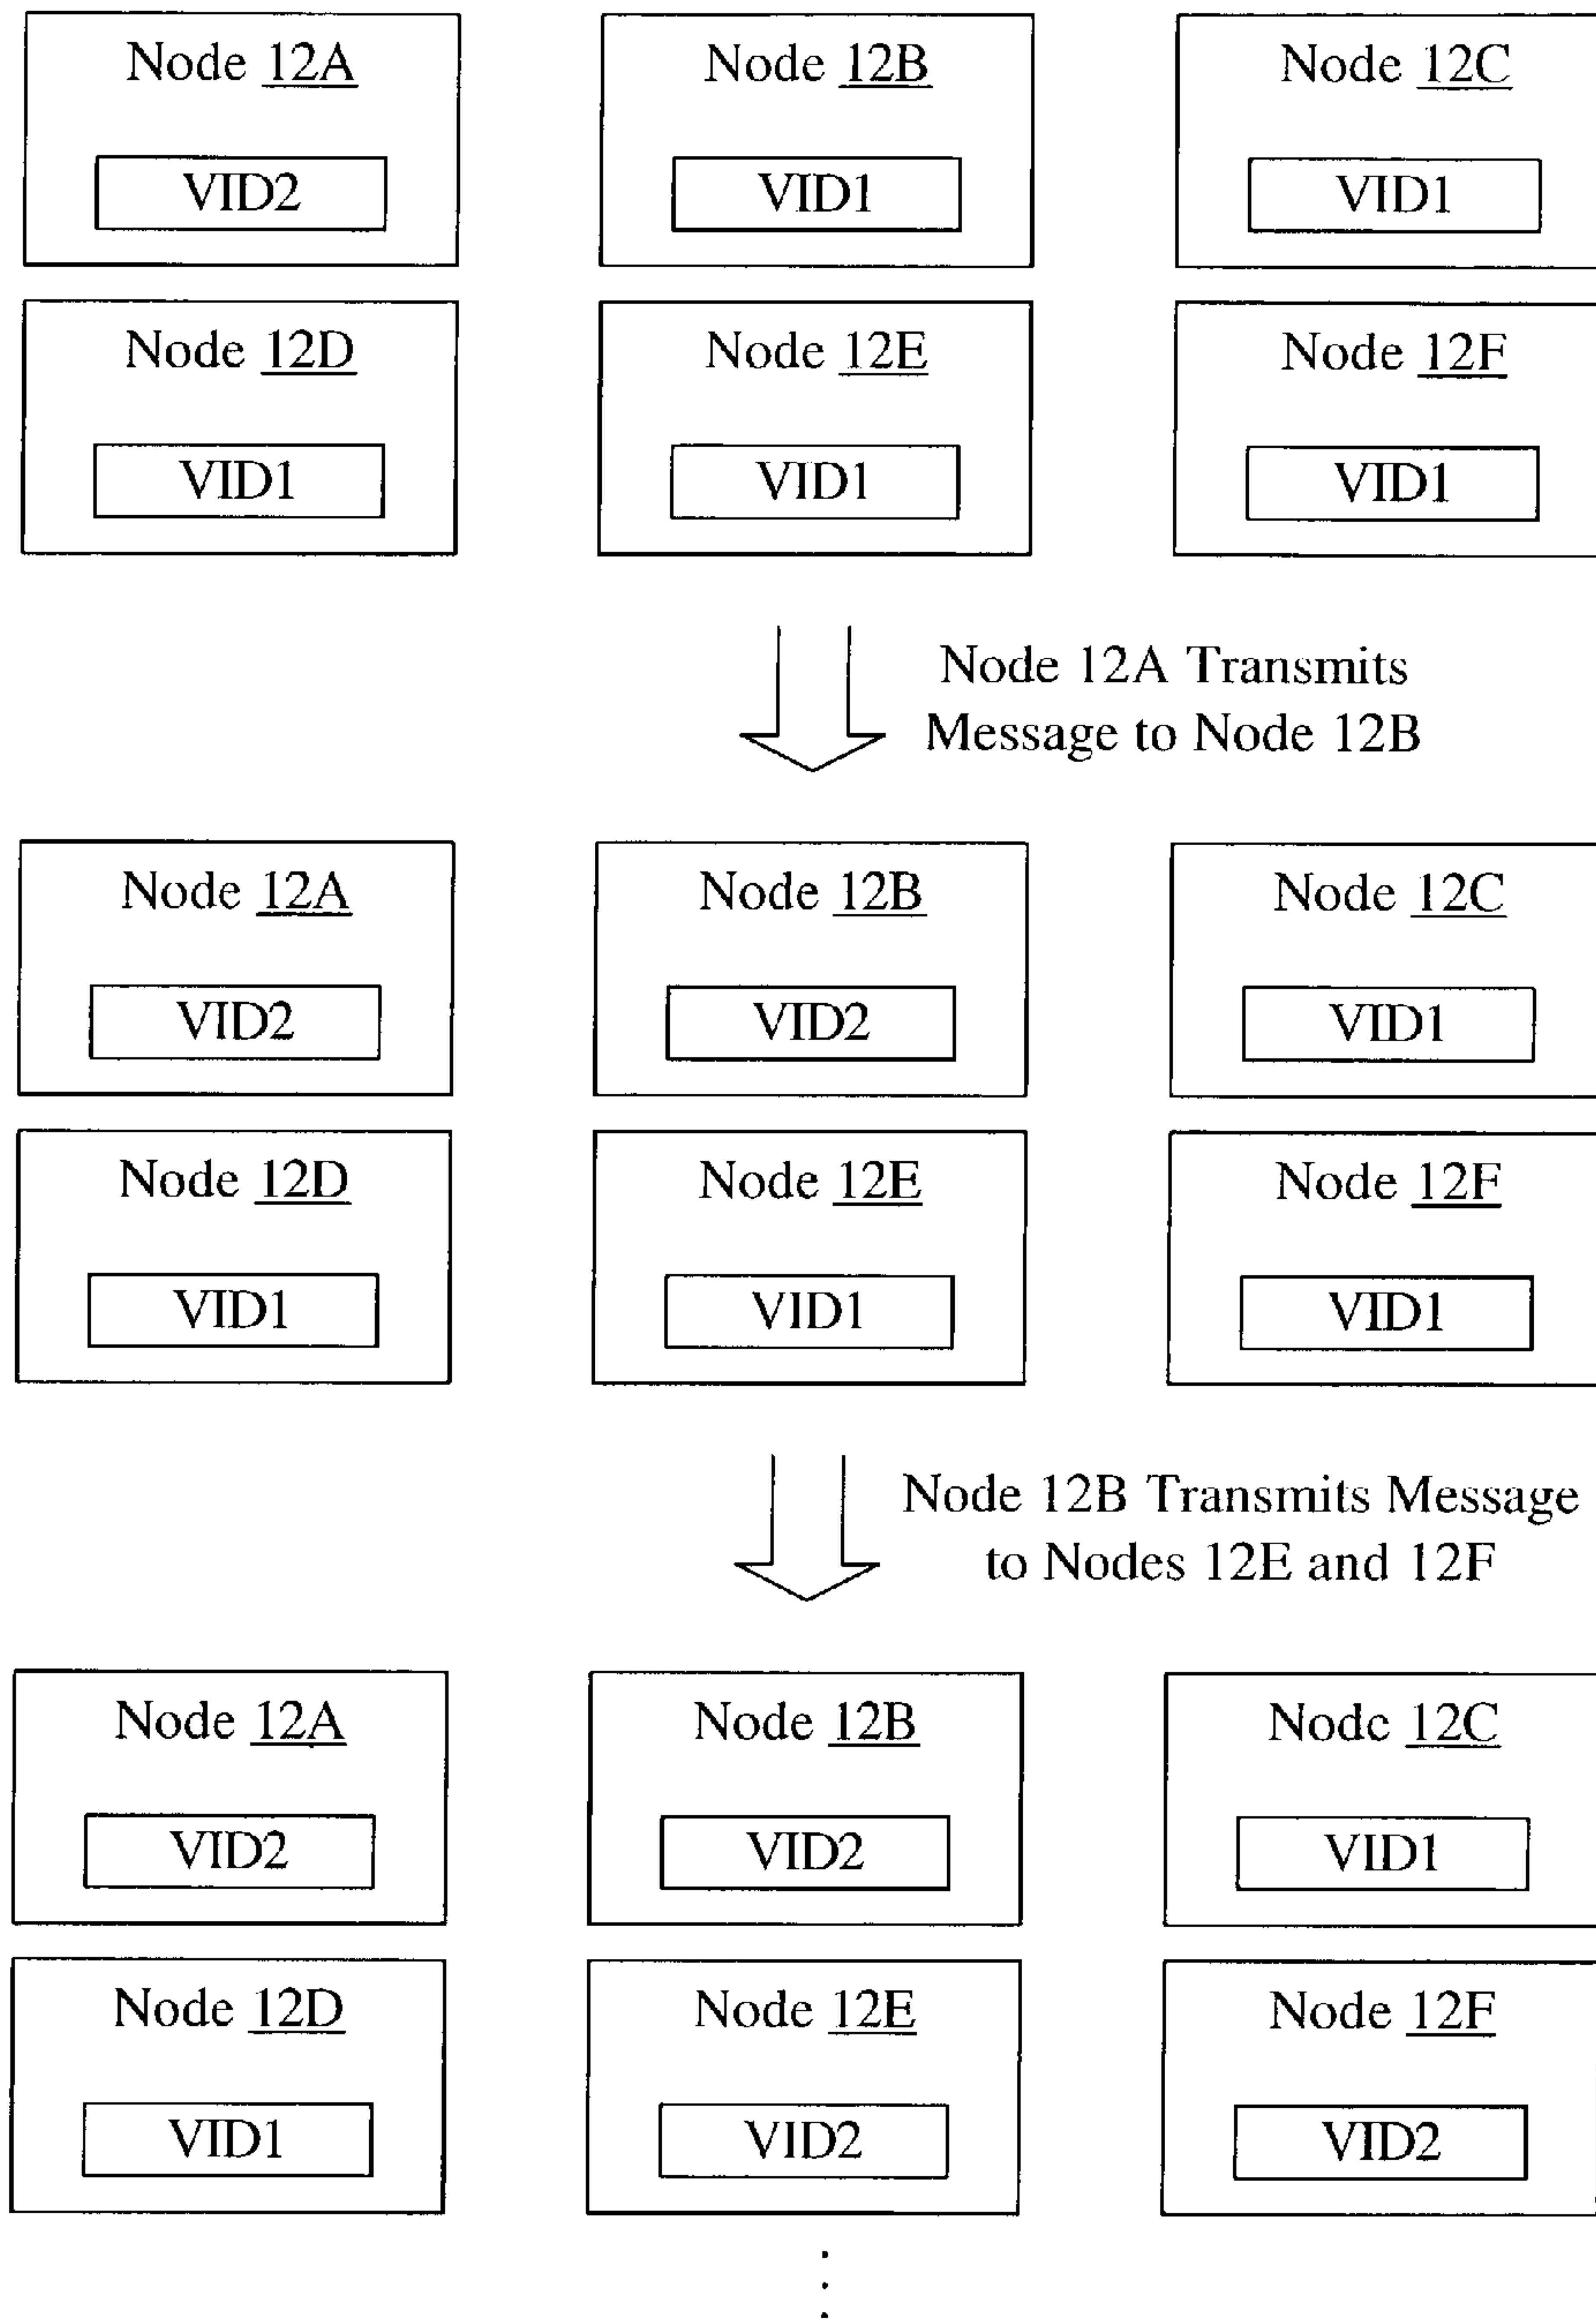 Node 12A
Node 12B
Node 12C
VID2
VID1
VID1
Node 12D
Node 12E
Node 12F
VID1
VID1
VID1
Node 12A Transmits
Message to Node 12B
Node 12A
Node 12B
Node 12C
VID2
VID2
VID1
Node 12D
Node 12E
Node 12F
VID1
VID1
VID1
Node 12B Transmits Message
to Nodes 12E and 12F
Node 12A
Node 12B
Node 12C
VID2
VID2
VID1
Node 12D
Node 12E
Node 12F
VID1
VID2
VID2